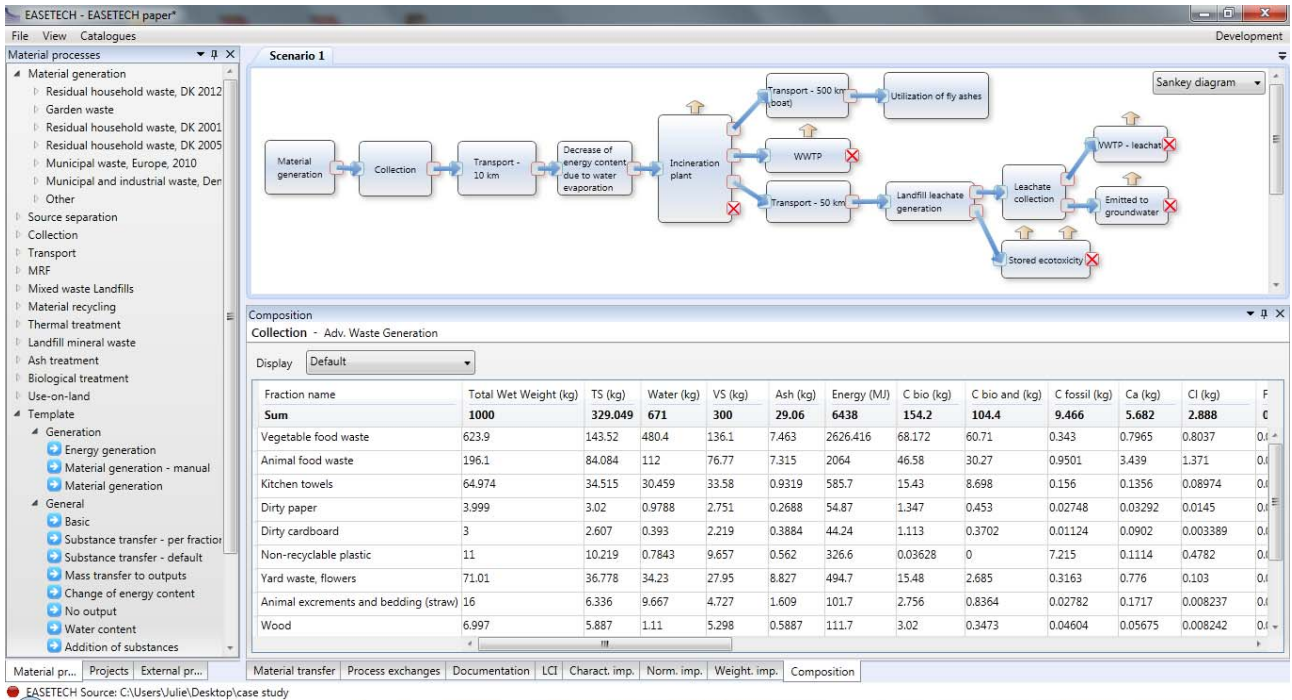 EASETECH - EASETECH paper*
File View Catalogues Development
Material processes
Material generation
Residual household waste, DK 2012
Garden waste
Residual household waste, DK 2001
Residual household waste, DK 2005
Municipal waste, Europe, 2010
Municipal and industrial waste, Der
Other
Source separation
Collection
Transport
MRF
Mixed waste Landfills
Material recycling
Thermal treatment
Landfill mineral waste
Ash treatment
Biological treatment
Use-on-land
Template
Generation
Energy generation
Material generation - manual
Material generation
General
Basic
Substance transfer - per fraction
Substance transfer - default
Mass transfer to outputs
Change of energy content
No output
Water content
Addition of substances
Material pr... Projects External pr...
Scenario 1
Sankey diagram
Material
generation
Collection
Transport -
10 km
Decrease of
energy content
due to water
evaporation
Incineration
plant
Transport - 500 km
(boat)
Utilization of fly ashes
WWTP
Transport - 50 km
Landfill leachate
generation
Leachate
collection
WWTP - leachat
Emitted to
groundwater
Stored ecotoxicity
Composition
Collection - Adv. Waste Generation
Display Default
Fraction name Total Wet Weight (kg) TS (kg) Water (kg) VS (kg) Ash (kg) Energy (MJ) C bio (kg) C bio and (kg) C fossil (kg) Ca (kg) Cl (kg) F
Sum 1000 329.049 671 300 29.06 6438 154.2 104.4 9.466 5.682 2.888 0
Vegetable food waste 623.9 143.52 480.4 136.1 7.463 2626.416 68.172 60.71 0.343 0.7965 0.8037 0.0
Animal food waste 196.1 84.084 112 76.77 7.315 2064 46.58 30.27 0.9501 3.439 1.371 0.0
Kitchen towels 64.974 34.515 30.459 33.58 0.9319 585.7 15.43 8.698 0.156 0.1356 0.08974 0.0
Dirty paper 3.999 3.02 0.9788 2.751 0.2688 54.87 1.347 0.453 0.02748 0.03292 0.0145 0.0
Dirty cardboard 3 2.607 0.393 2.219 0.3884 44.24 1.113 0.3702 0.01124 0.0902 0.003389 0.0
Non-recyclable plastic 11 10.219 0.7843 9.657 0.562 326.6 0.03628 0 7.215 0.1114 0.4782 0.0
Yard waste, flowers 71.01 36.778 34.23 27.95 8.827 494.7 15.48 2.685 0.3163 0.776 0.103 0.0
Animal excrements and bedding (straw) 16 6.336 9.667 4.727 1.609 101.7 2.756 0.8364 0.02782 0.1717 0.008237 0.0
Wood 6.997 5.887 1.11 5.298 0.5887 111.7 3.02 0.3473 0.04604 0.05675 0.008242 0.0
Material transfer Process exchanges Documentation LCI Charact. imp. Norm. imp. Weight. imp. Composition
EASETECH Source: C:\Users\Julie\Desktop\case study